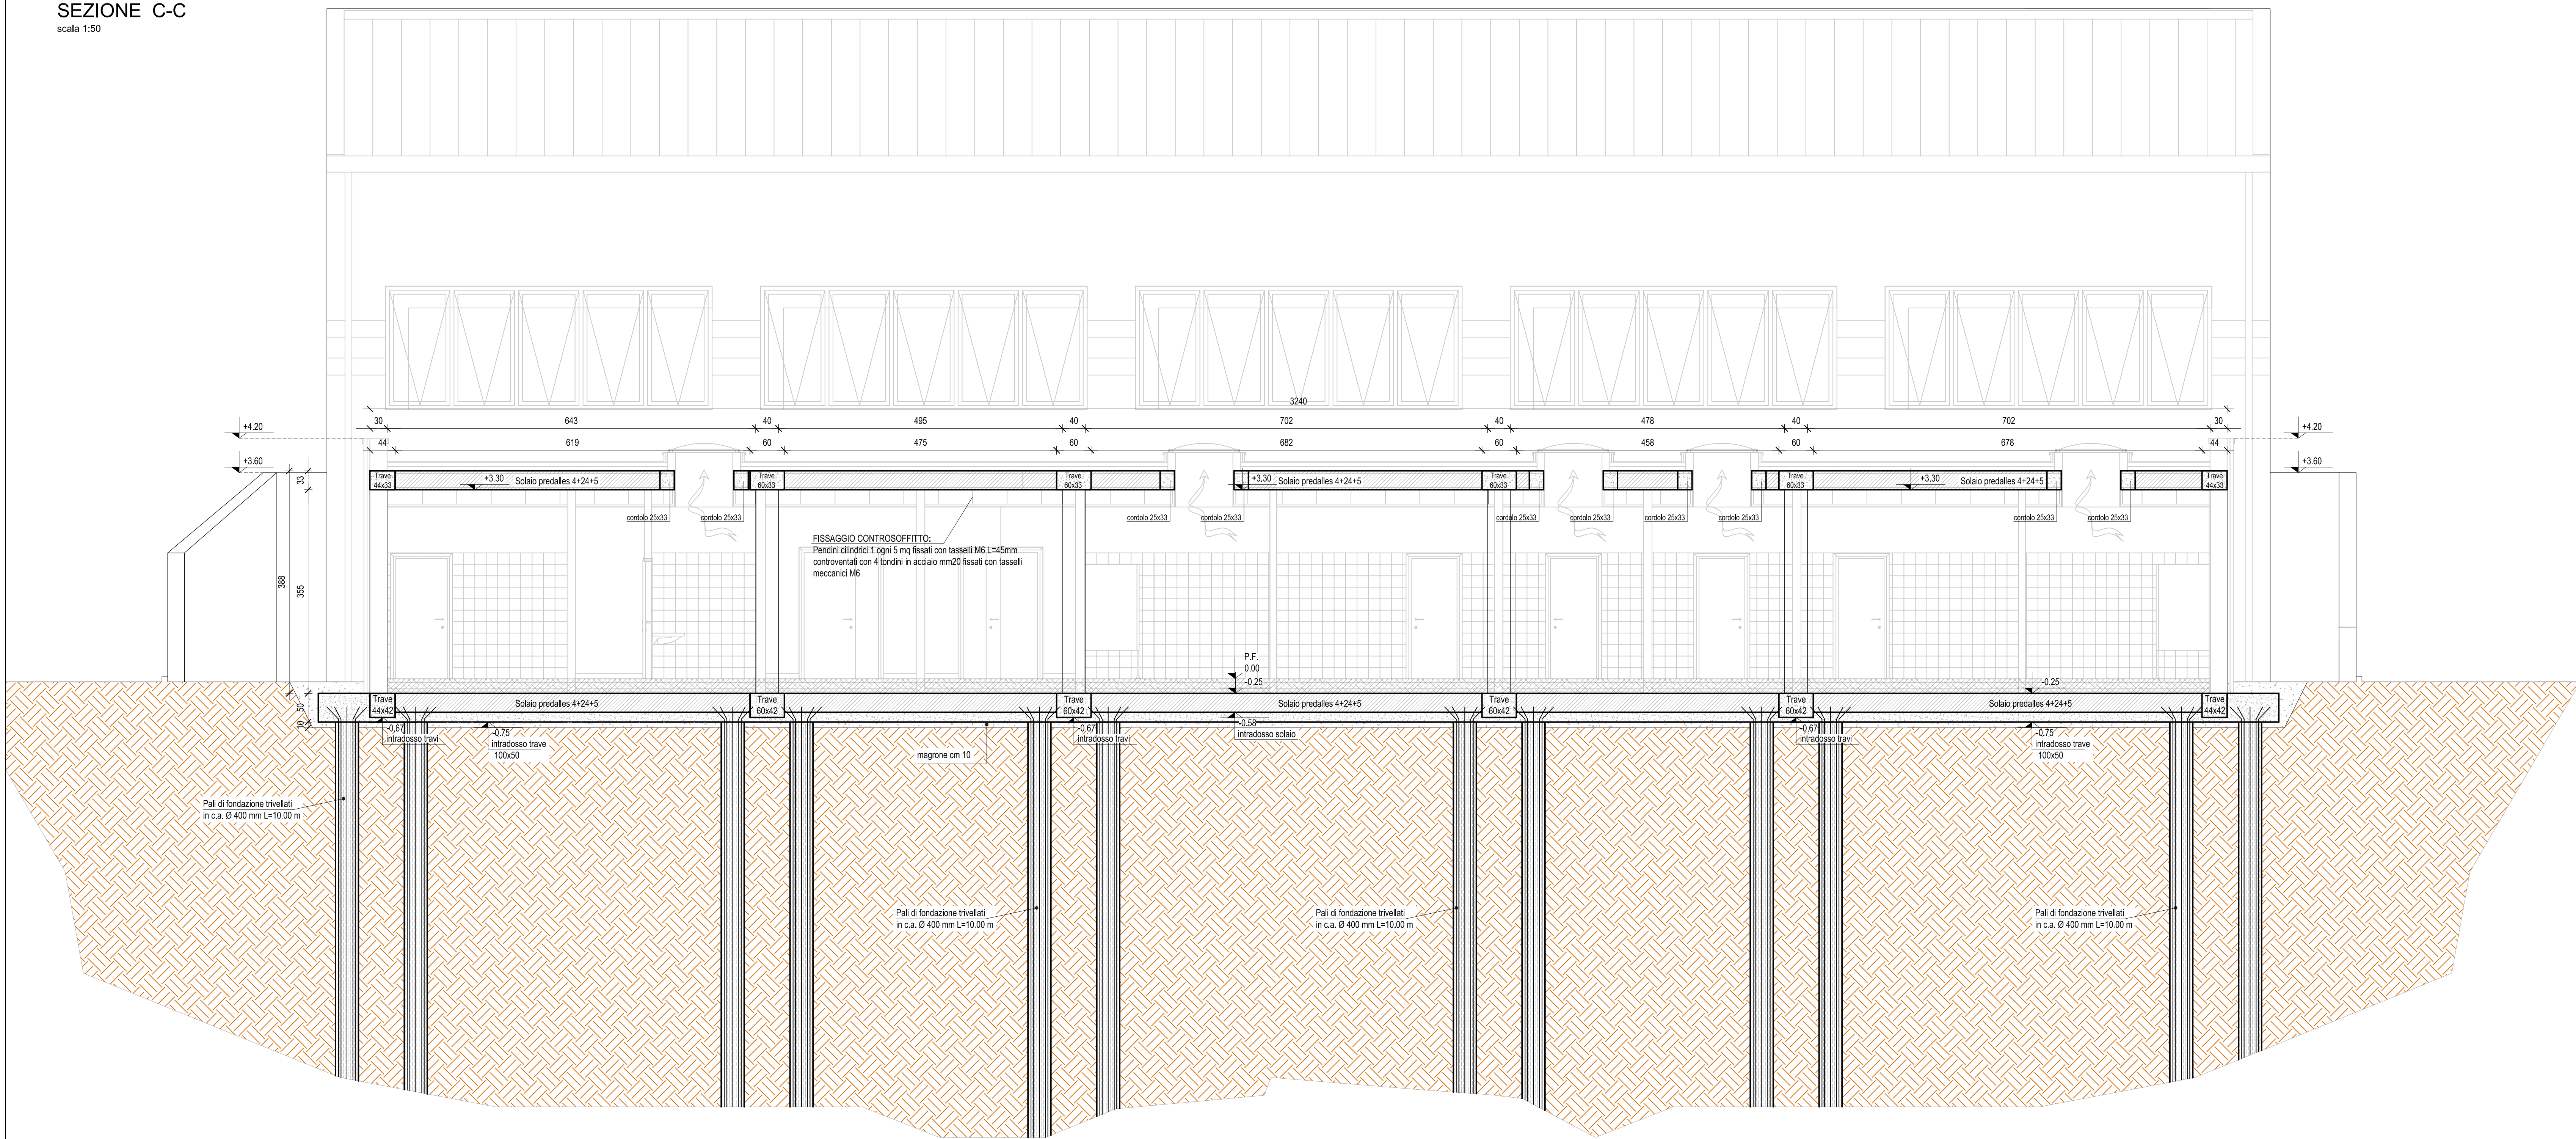 SEZIONE C-C
scala 1:50
3240
30 643 40 495 40 702 40 478 40 702 30
44 619 60 475 60 682 60 458 60 678 44
+4.20
+3.60
+4.20
+3.60
33
388
355
50
10
Trave
44x33
+3.30
Solaio predalles 4+24+5
Trave
60x33
Trave
60x33
+3,30
Solaio predalles 4+24+5
Trave
60x33
Trave
60x33
+3.30
Solaio predalles 4+24+5
Trave
44x33
cordolo 25x33
cordolo 25x33
cordolo 25x33
cordolo 25x33
cordolo 25x33
cordolo 25x33
cordolo 25x33
cordolo 25x33
cordolo 25x33
cordolo 25x33
FISSAGGIO CONTROSOFFITTO:
Pendini cilindrici 1 ogni 5 mq fissati con tasselli M6 L=45mm
controventati con 4 tondini in acciaio mm20 fissati con tasselli
meccanici M6
P.F.
0.00
-0.25
-0.25
Trave
44x42
Solaio predalles 4+24+5
Trave
60x42
Trave
60x42
Solaio predalles 4+24+5
Trave
60x42
Trave
60x42
Solaio predalles 4+24+5
Trave
44x42
-0,67
intradosso travi
-0.75
intradosso trave
100x50
magrone cm 10
-0.67
intradosso travi
-0,58
intradosso solaio
-0,67
intradosso travi
-0.75
intradosso trave
100x50
Pali di fondazione trivellati
in c.a. Ø 400 mm L=10.00 m
Pali di fondazione trivellati
in c.a. Ø 400 mm L=10.00 m
Pali di fondazione trivellati
in c.a. Ø 400 mm L=10.00 m
Pali di fondazione trivellati
in c.a. Ø 400 mm L=10.00 m